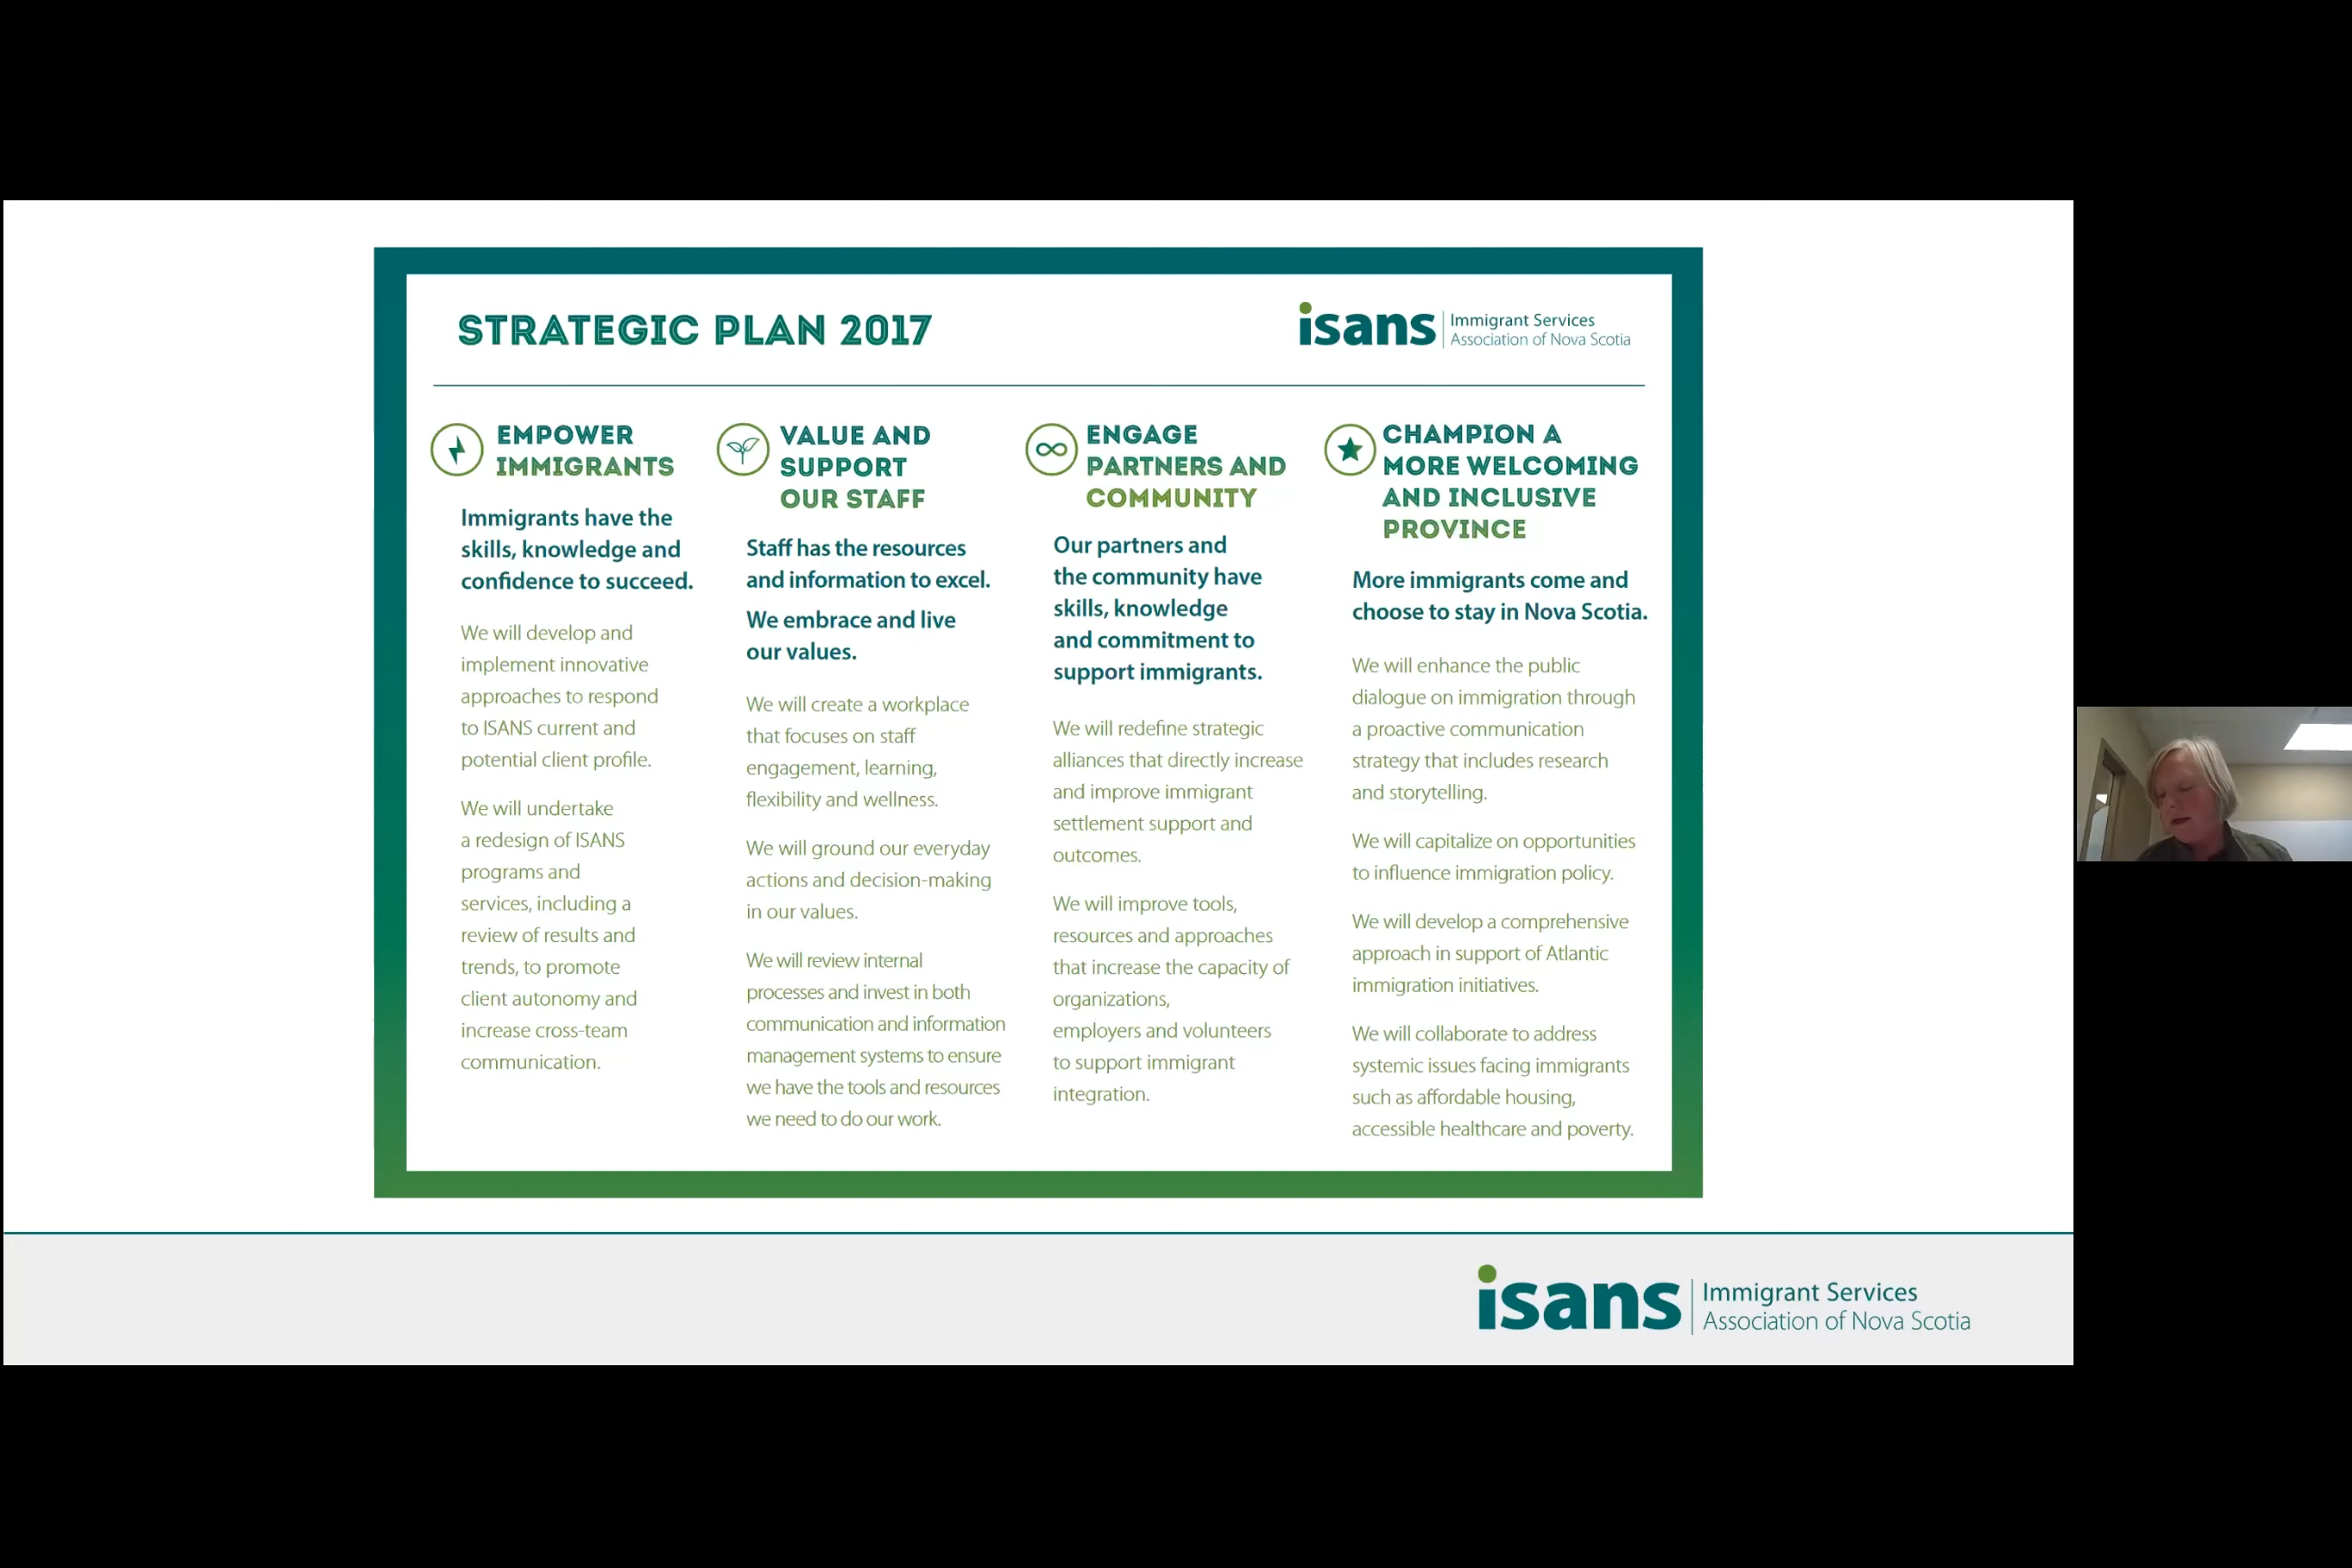 STRATEGIC PLAN 2017
isans
Immigrant Services
Association of Nova Scotia
EMPOWER
IMMIGRANTS
Immigrants have the
skills, knowledge and
confidence to succeed.
We will develop and
implement innovative
approaches to respond
to ISANS current and
potential client profile.
We will undertake
a redesign of ISANS
programs and
services, including a
review of results and
trends, to promote
client autonomy and
increase cross-team
communication.
VALUE AND
SUPPORT
OUR STAFF
Staff has the resources
and information to excel.
We embrace and live
our values.
We will create a workplace
that focuses on staff
engagement, learning,
flexibility and wellness.
We will ground our everyday
actions and decision-making
in our values.
We will review internal
processes and invest in both
communication and information
management systems to ensure
we have the tools and resources
we need to do our work.
ENGAGE
PARTNERS AND
COMMUNITY
Our partners and
the community have
skills, knowledge
and commitment to
support immigrants.
We will redefine strategic
alliances that directly increase
and improve immigrant
settlement support and
outcomes.
We will improve tools,
resources and approaches
that increase the capacity of
organizations,
employers and volunteers
to support immigrant
integration.
CHAMPION A
MORE WELCOMING
AND INCLUSIVE
PROVINCE
More immigrants come and
choose to stay in Nova Scotia.
We will enhance the public
dialogue on immigration through
a proactive communication
strategy that includes research
and storytelling.
We will capitalize on opportunities
to influence immigration policy.
We will develop a comprehensive
approach in support of Atlantic
immigration initiatives.
We will collaborate to address
systemic issues facing immigrants
such as affordable housing,
accessible healthcare and poverty.
isans
Immigrant Services
Association of Nova Scotia